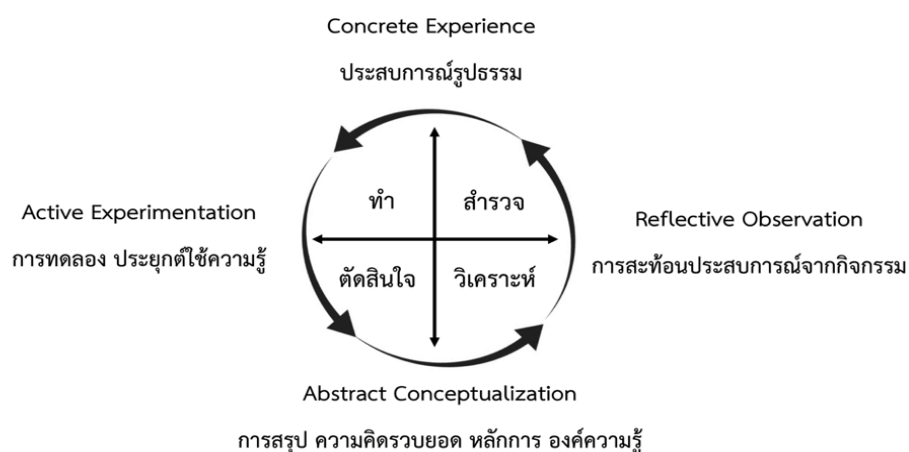 Concrete Experience
ประสบการณ์รูปธรรม
ทำ
สำรวจ
Active Experimentation
การทดลอง ประยุกต์ใช้ความรู้
Reflective Observation
การสะท้อนประสบการณ์จากกิจกรรม
ตัดสินใจ
วิเคราะห์
Abstract Conceptualization
การสรุป ความคิดรวบยอด หลักการ องค์ความรู้